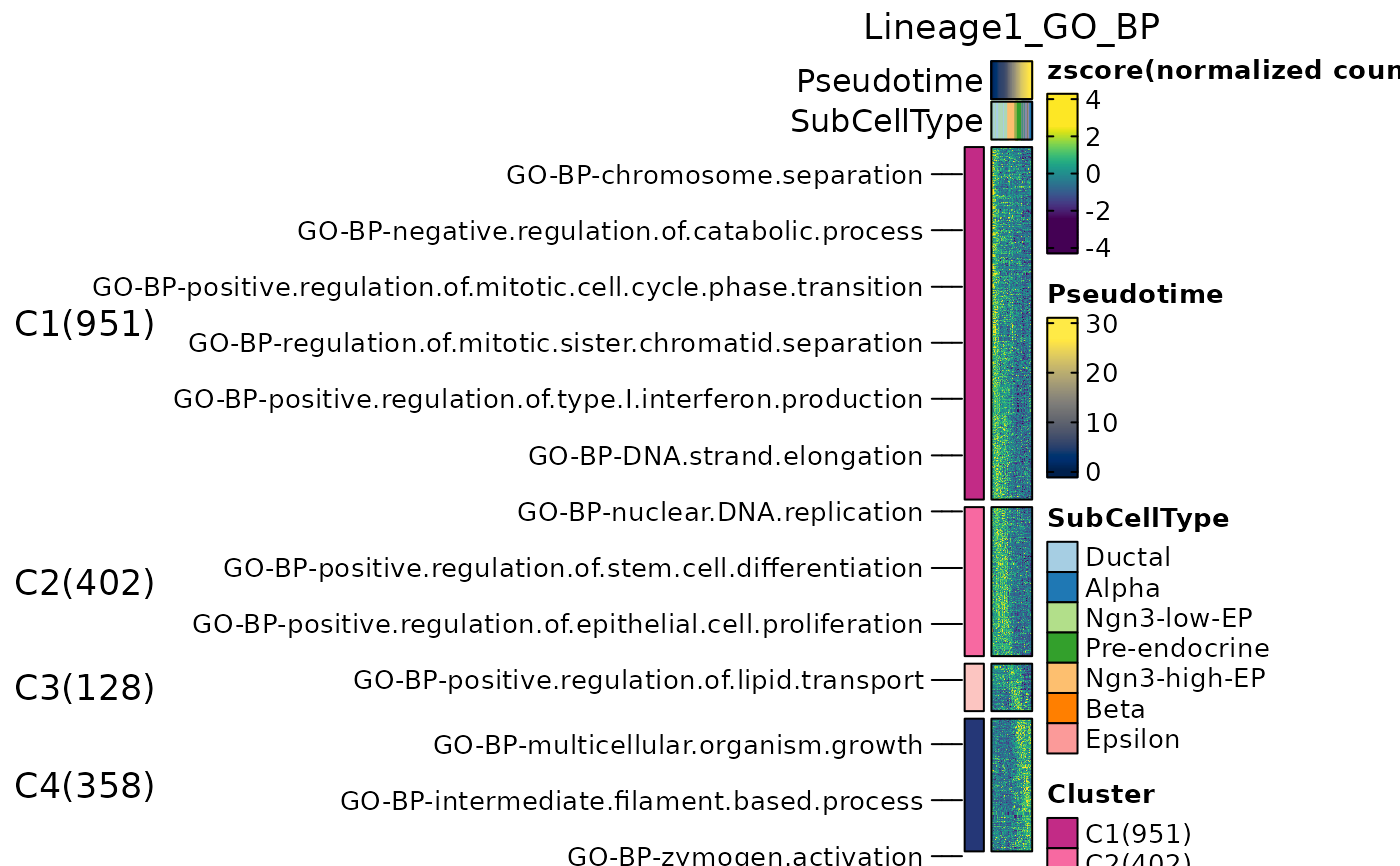 Lineage1_GO_BP
Pseudotime
SubCellType
GO-BP-chromosome.separation
GO-BP-negative.regulation.of.catabolic.process
GO-BP-positive.regulation.of.mitotic.cell.cycle.phase.transition
C1(951)
GO-BP-regulation.of.mitotic.sister.chromatid.separation
GO-BP-positive.regulation.of.type.I.interferon.production
GO-BP-DNA.strand.elongation
GO-BP-nuclear.DNA.replication
GO-BP-positive.regulation.of.stem.cell.differentiation
C2(402)
GO-BP-positive.regulation.of.epithelial.cell.proliferation
GO-BP-positive.regulation.of.lipid.transport
C3(128)
GO-BP-multicellular.organism.growth
C4(358)
GO-BP-intermediate.filament.based.process
GO-BP-zymogen.activation
zscore(normalized coun
4
2
0
-2
-4
Pseudotime
30
20
10
0
SubCellType
Ductal
Alpha
Ngn3-low-EP
Pre-endocrine
Ngn3-high-EP
Beta
Epsilon
Cluster
C1(951)
C2(402)